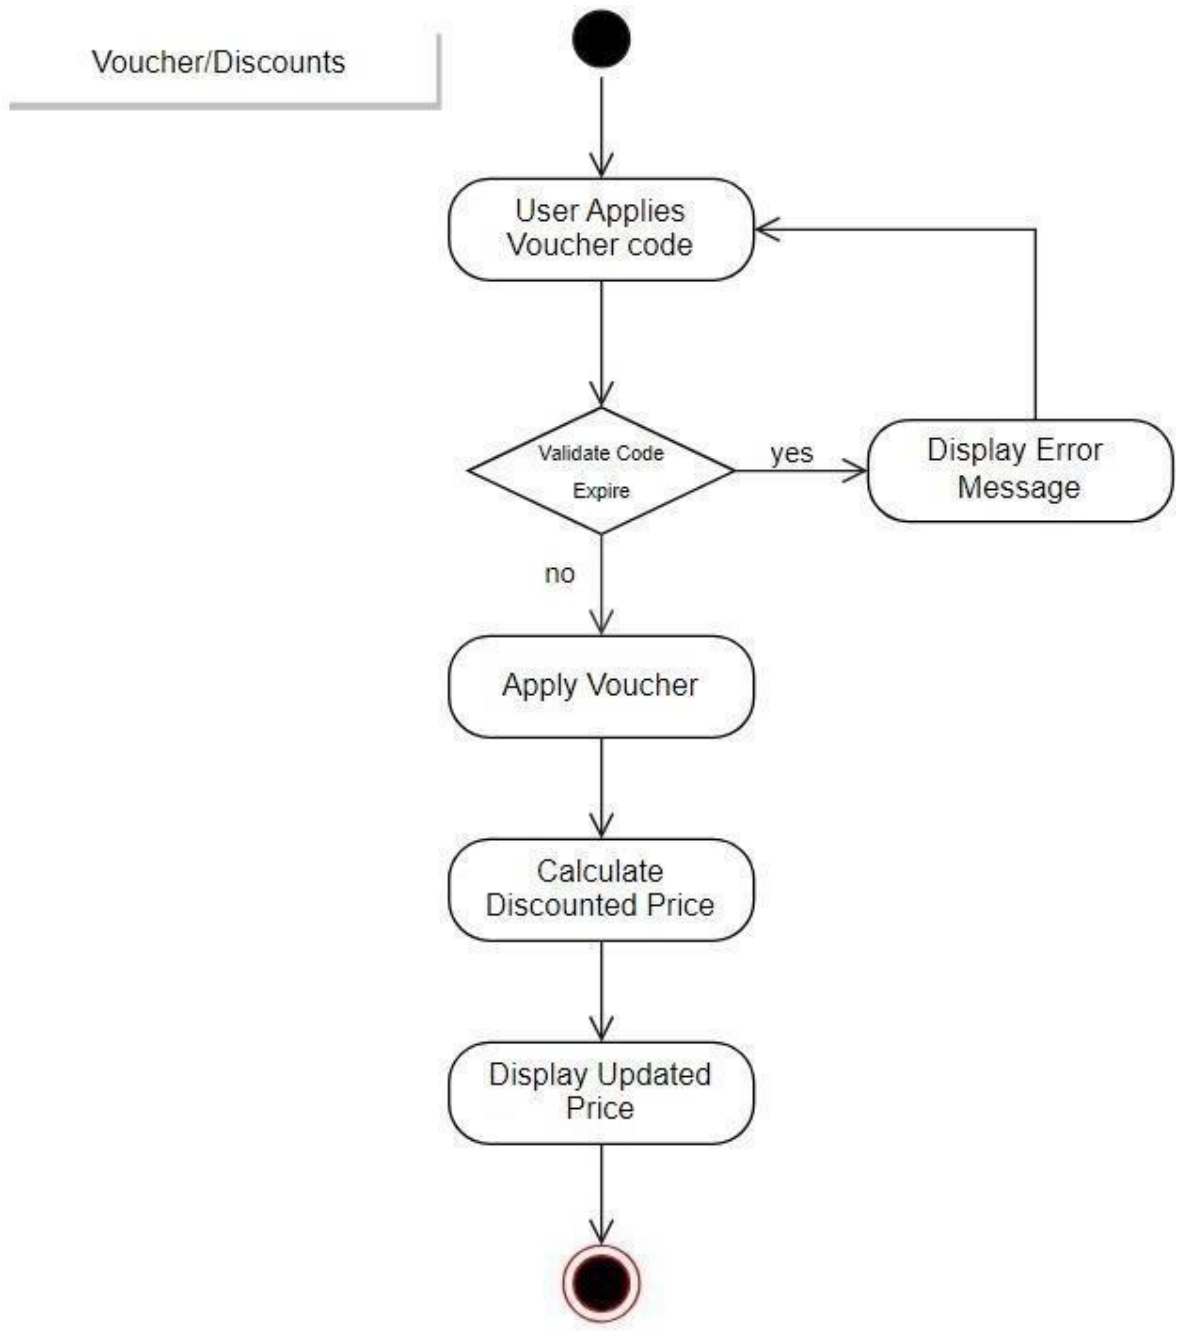 Voucher/Discounts
User Applies
Voucher code
Validate Code
Expire
yes
Display Error
Message
no
Apply Voucher
Calculate
Discounted Price
Display Updated
Price